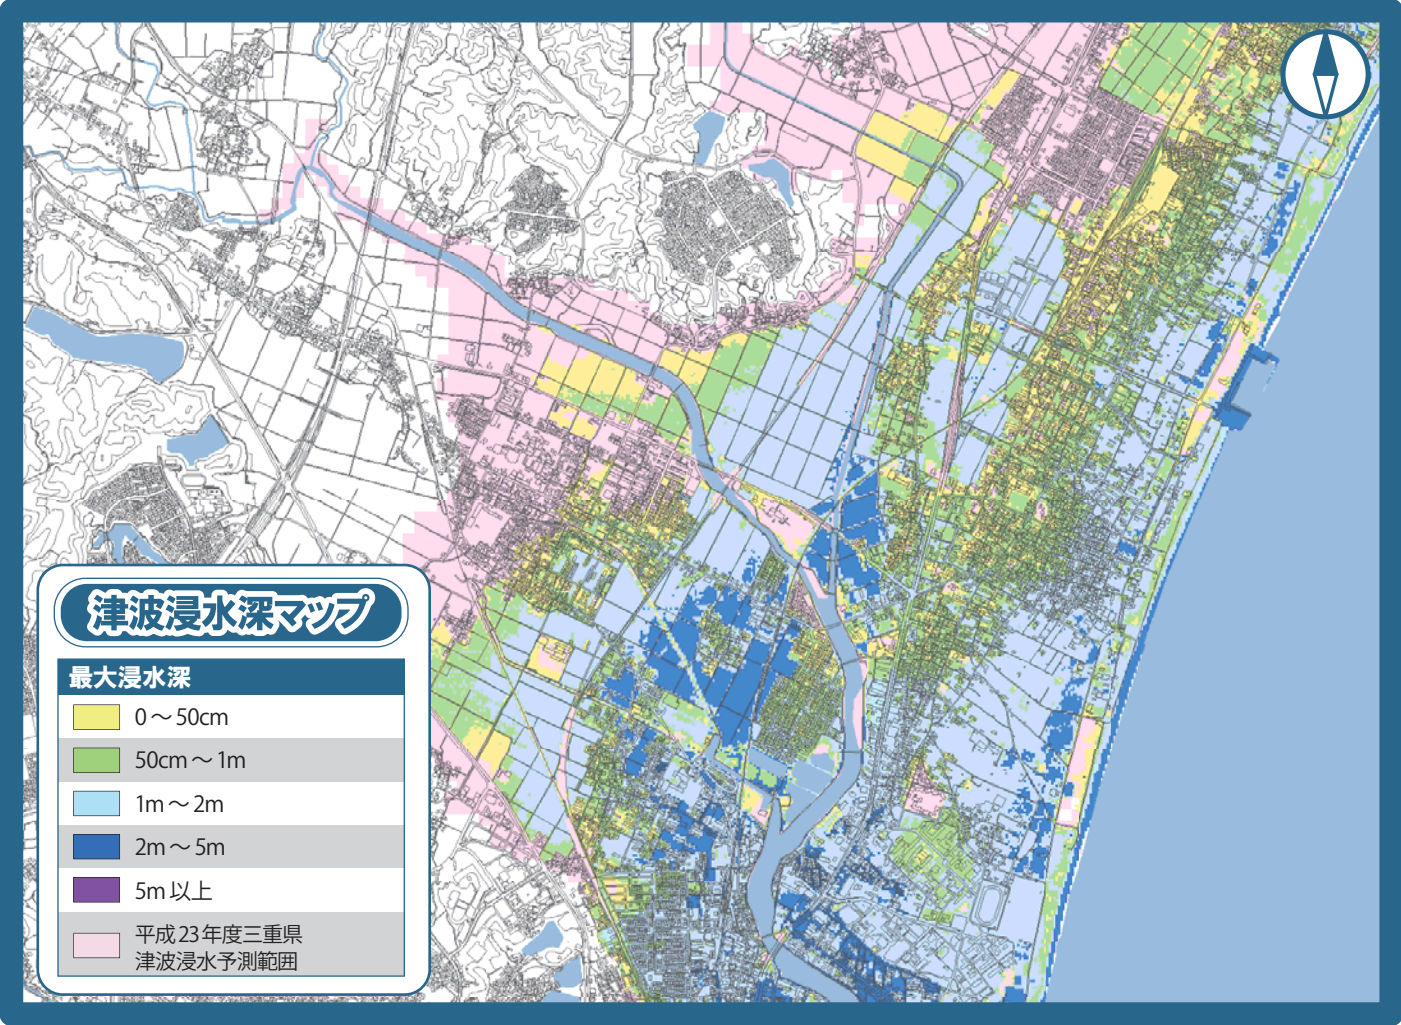 津波浸水深マップ
最大浸水深
0～50cm
50cm～1m
1m～2m
2m～5m
5m以上
平成23年度三重県
津波浸水予測範囲